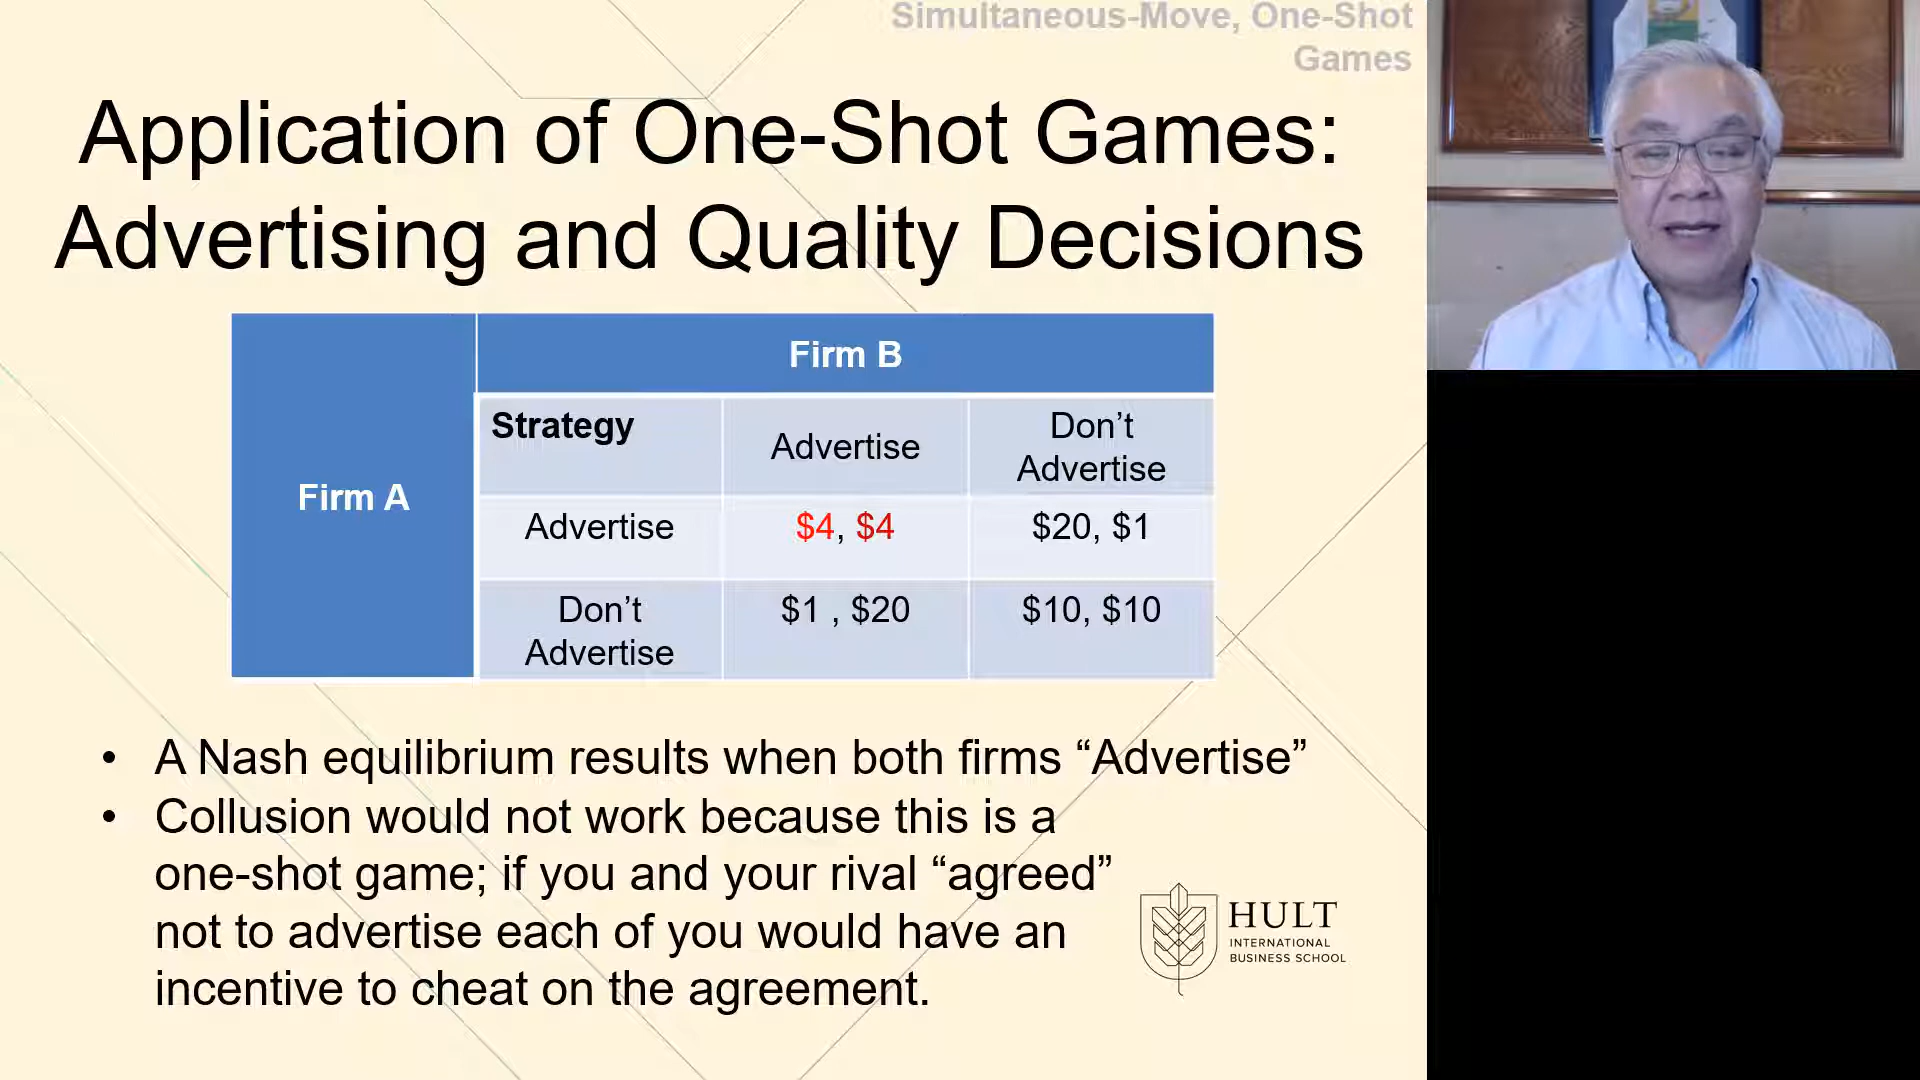 Simultaneous-Move, One-Shot
Games
Application of One-Shot Games:
Advertising and Quality Decisions
Firm B
Firm A
Strategy
Advertise
Don’t
Advertise
Advertise
$4, $4
$20, $1
Don’t
Advertise
$1 , $20
$10, $10
• A Nash equilibrium results when both firms “Advertise”
• Collusion would not work because this is a
one-shot game; if you and your rival “agreed”
not to advertise each of you would have an
incentive to cheat on the agreement.
HULT
INTERNATIONAL
BUSINESS SCHOOL